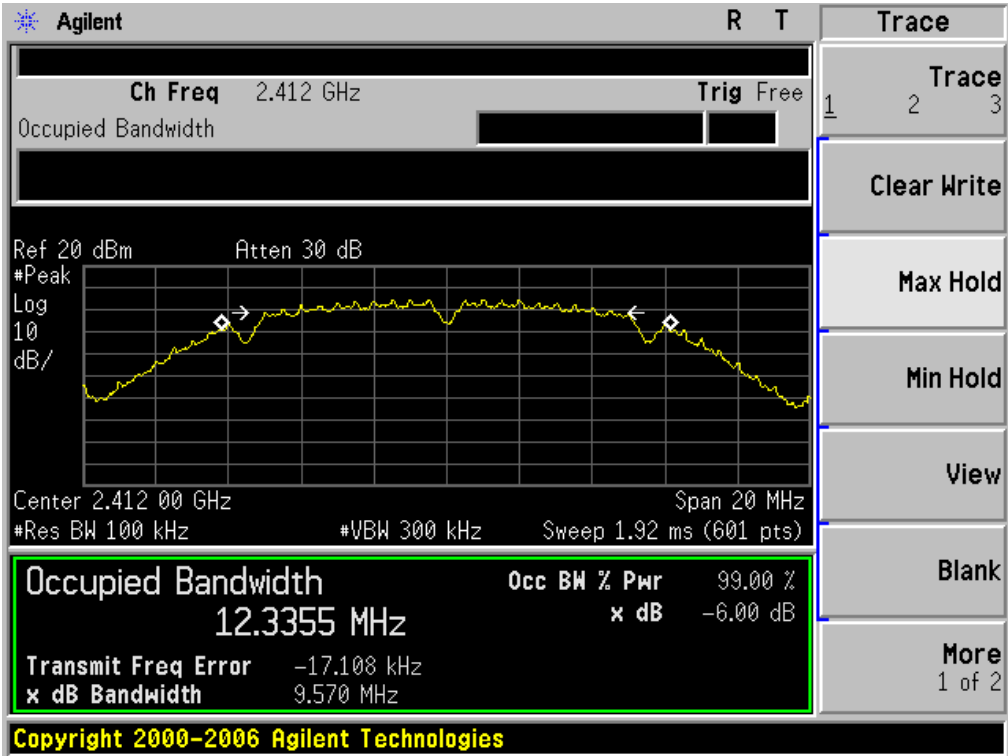 Agilent R T
Ch Freq 2.412 GHz Trig Free
Occupied Bandwidth
Ref 20 dBm Atten 30 dB
#Peak
Log
10
dB/
Center 2.412 00 GHz Span 20 MHz
#Res BW 100 kHz #VBW 300 kHz Sweep 1.92 ms (601 pts)
Occupied Bandwidth
12.3355 MHz
Occ BW % Pwr 99.00 %
x dB -6.00 dB
Transmit Freq Error -17.108 kHz
x dB Bandwidth 9.570 MHz
Copyright 2000-2006 Agilent Technologies
Trace
Trace
1 2 3
Clear Write
Max Hold
Min Hold
View
Blank
More
1 of 2